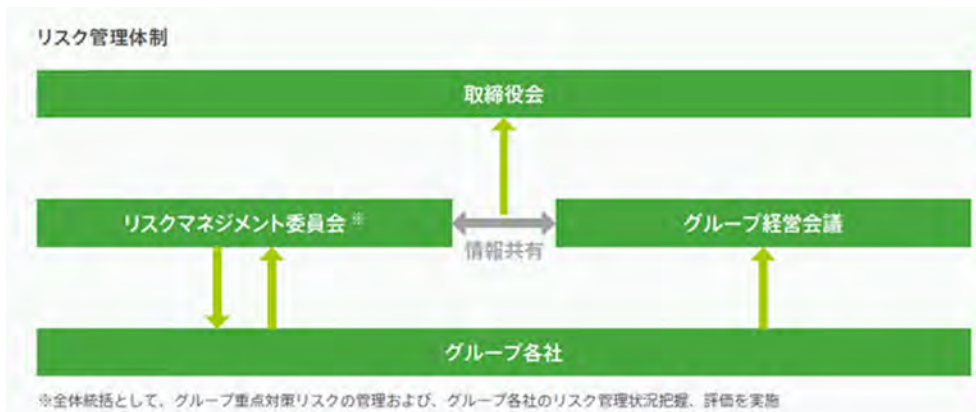 リスク管理体制
取締役会
リスクマネジメント委員会※
グループ経営会議
情報共有
グループ各社
※全体統括として、グループ重点対策リスクの管理および、グループ各社のリスク管理状況把握、評価を実施